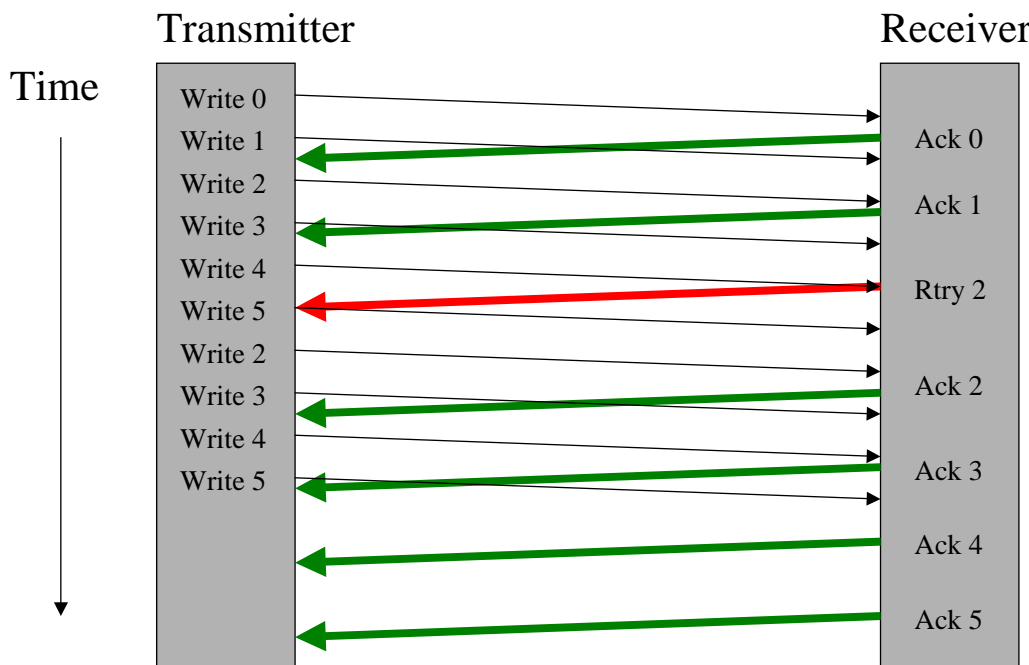 Transmitter
Receiver
Time
Write 0
Write 1
Write 2
Write 3
Write 4
Write 5
Write 2
Write 3
Write 4
Write 5
Ack 0
Ack 1
Rtry 2
Ack 2
Ack 3
Ack 4
Ack 5